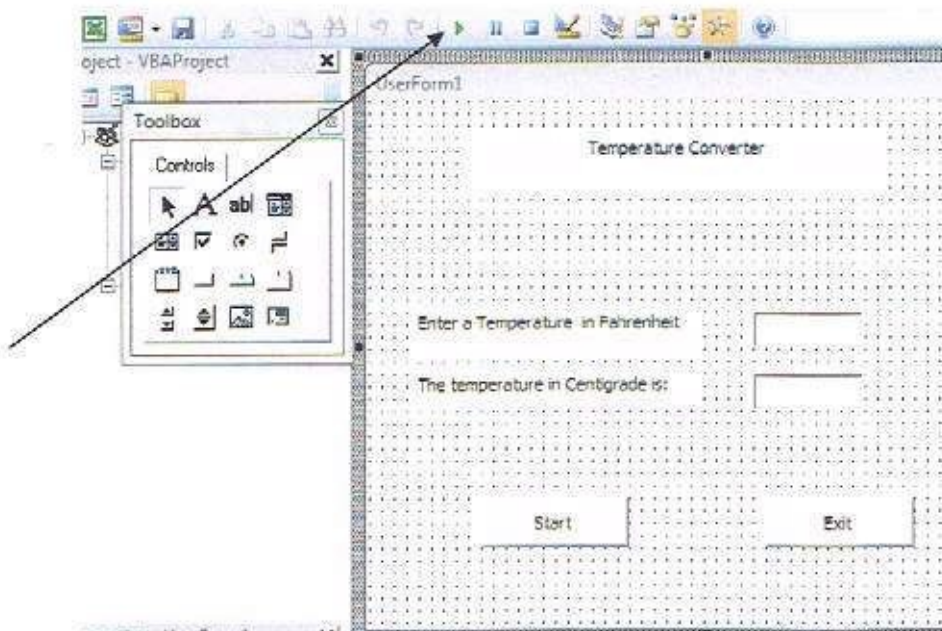 oject - VBAProject
UserForm1
Toolbox
Controls
A abl
Temperature Converter
Enter a Temperature in Fahrenheit
The temperature in Centigrade is:
Start
Exit